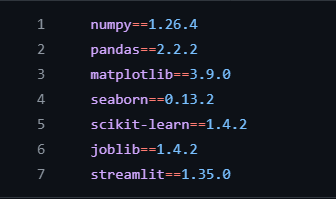 1 numpy==1.26.4
2 pandas==2.2.2
3 matplotlib==3.9.0
4 seaborn==0.13.2
5 scikit-learn==1.4.2
6 joblib==1.4.2
7 streamlit==1.35.0